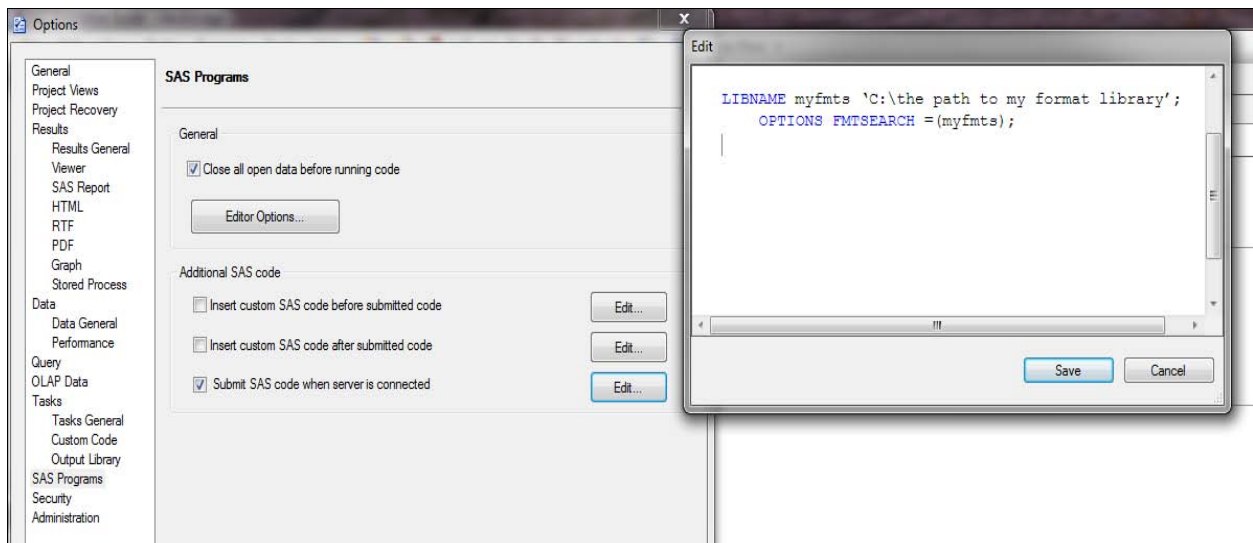 Options
X
General
Project Views
Project Recovery
Results
Results General
Viewer
SAS Report
HTML
RTF
PDF
Graph
Stored Process
Data
Data General
Performance
Query
OLAP Data
Tasks
Tasks General
Custom Code
Output Library
SAS Programs
Security
Administration
SAS Programs
General
Close all open data before running code
Editor Options...
Additional SAS code
Insert custom SAS code before submitted code
Edit...
Insert custom SAS code after submitted code
Edit...
Submit SAS code when server is connected
Edit...
Edit
LIBNAME myfmts ‘C:\the path to my format library’;
OPTIONS FMTSEARCH =(myfmts);
Save
Cancel